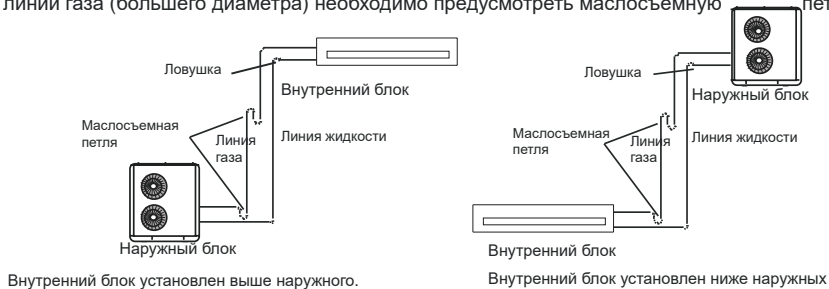 линии газа (большего диаметра) необходимо предусмотреть маслосъемную пет
Ловушка
Внутренний блок
Маслосъемная
петля
Линия
газа
Линия жидкости
Наружный блок
Внутренний блок установлен выше наружного.
Ловушка
Наружный блок
Маслосъемная
петля
Линия
газа
Линия жидкости
Внутренний блок
Внутренний блок установлен ниже наружных